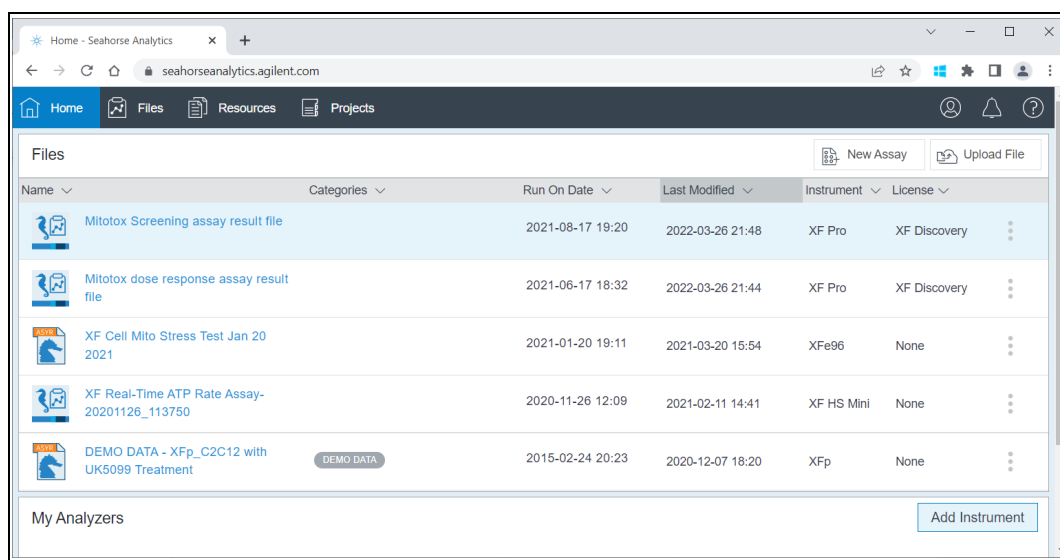 Home - Seahorse Analytics
seahorseanalytics.agilent.com
Home Files Resources Projects
Files New Assay Upload File
Name Categories Run On Date Last Modified Instrument License
Mitotox Screening assay result file 2021-08-17 19:20 2022-03-26 21:48 XF Pro XF Discovery
Mitotox dose response assay result
file 2021-06-17 18:32 2022-03-26 21:44 XF Pro XF Discovery
ASYR XF Cell Mito Stress Test Jan 20
2021 2021-01-20 19:11 2021-03-20 15:54 XFe96 None
XF Real-Time ATP Rate Assay-
20201126_113750 2020-11-26 12:09 2021-02-11 14:41 XF HS Mini None
ASYR DEMO DATA - XFp_C2C12 with
UK5099 Treatment DEMO DATA 2015-02-24 20:23 2020-12-07 18:20 XFp None
My Analyzers Add Instrument